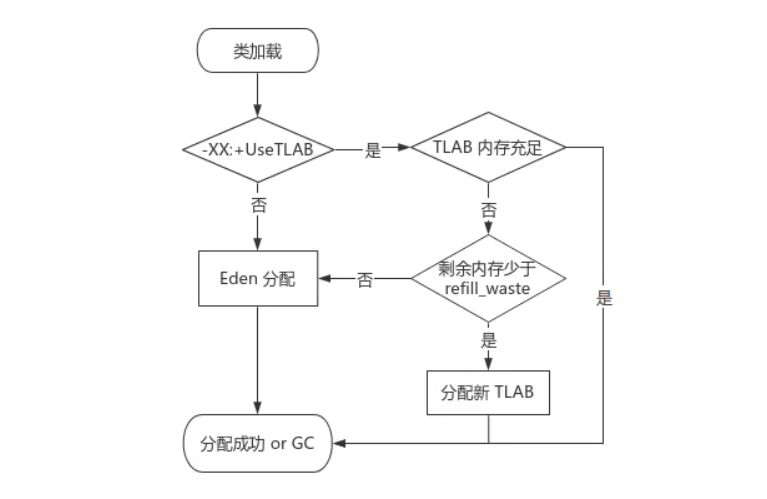 类加载
-XX:+UseTLAB
是
TLAB 内存充足
否
否
Eden 分配
否
剩余内存少于
refill_waste
是
是
分配新 TLAB
分配成功 or GC